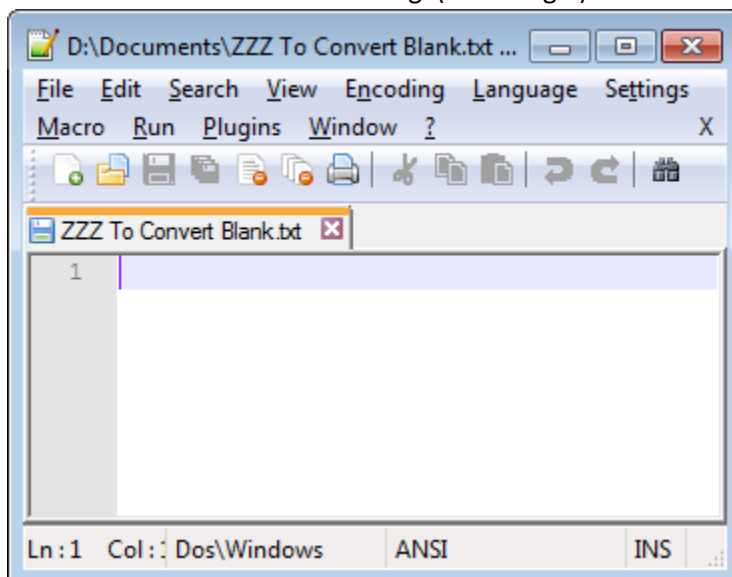 D:\Documents\ZZZ To Convert Blank.txt ...
File Edit Search View Encoding Language Settings
Macro Run Plugins Window ? X
ZZZ To Convert Blank.txt
1
Ln:1 Col: Dos\Windows ANSI INS